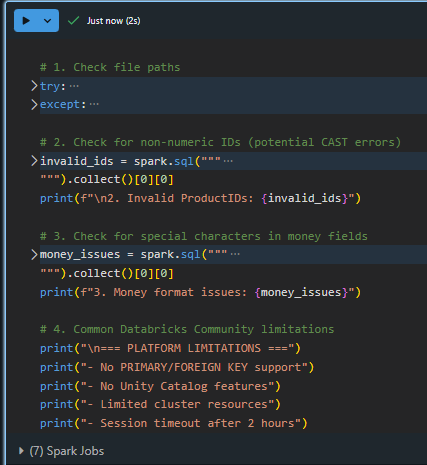 Just now (2s)
# 1. Check file paths
try: ...
except: ...
# 2. Check for non-numeric IDs (potential CAST errors)
invalid_ids = spark.sql(""" ...
""").collect()[0][0]
print(f"\n2. Invalid ProductIDs: {invalid_ids}")
# 3. Check for special characters in money fields
money_issues = spark.sql(""" ...
""").collect()[0][0]
print(f"3. Money format issues: {money_issues}")
# 4. Common Databricks Community limitations
print("\n=== PLATFORM LIMITATIONS ===")
print("- No PRIMARY/FOREIGN KEY support")
print("- No Unity Catalog features")
print("- Limited cluster resources")
print("- Session timeout after 2 hours")
(7) Spark Jobs